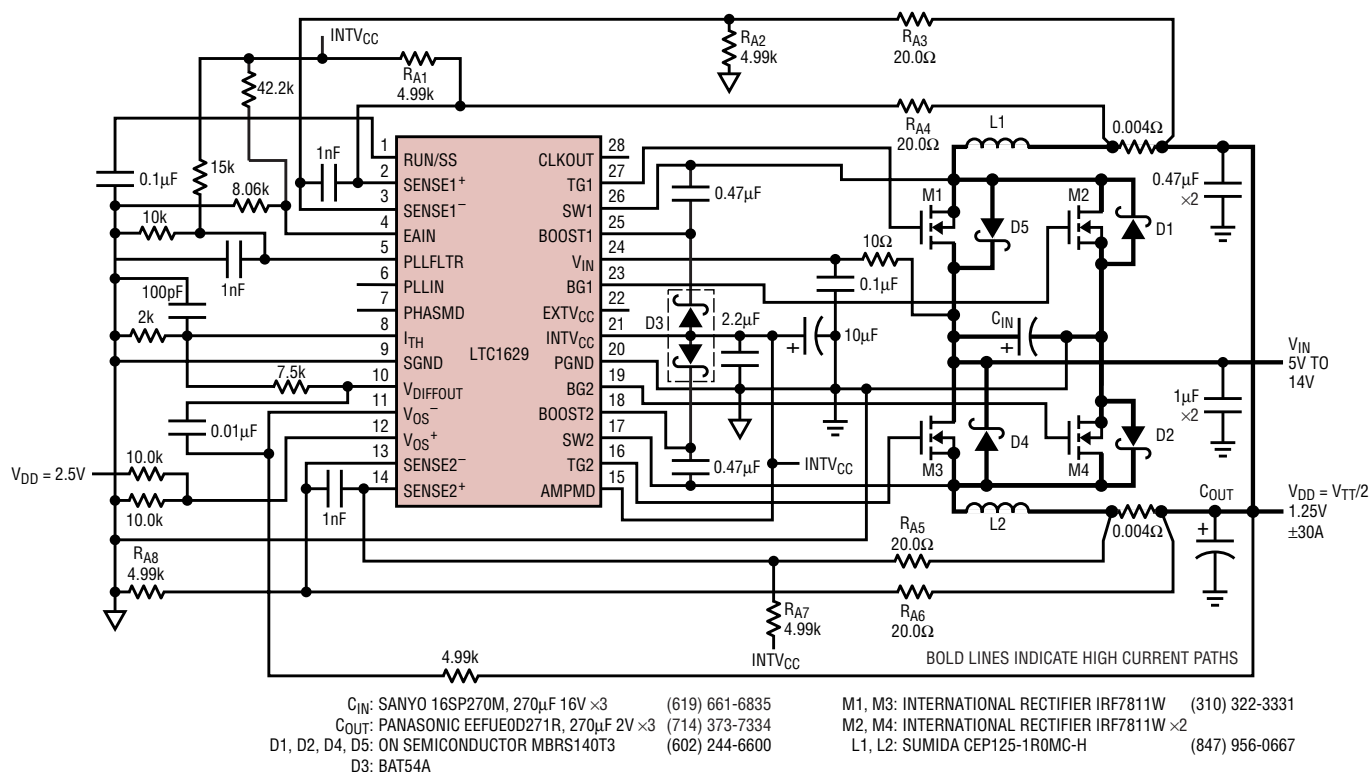 INTVCC
RA1
4.99k
RA2
4.99k
RA3
20.0Ω
42.2k
RA4
20.0Ω
L1
0.004Ω
0.1µF
15k
8.06k
10k
1nF
1nF
100pF
2k
7.5k
0.01µF
VDD = 2.5V
10.0k
10.0k
1nF
RA8
4.99k
4.99k
LTC1629
1 RUN/SS
2 SENSE1+
3 SENSE1–
4 EAIN
5 PLLFLTR
6 PLLIN
7 PHASMD
8 ITH
9 SGND
10 VDIFFOUT
11 VOS–
12 VOS+
13 SENSE2–
14 SENSE2+
28 CLKOUT
27 TG1
26 SW1
25 BOOST1
24 VIN
23 BG1
22 EXTVCC
21 INTVCC
20 PGND
19 BG2
18 BOOST2
17 SW2
16 TG2
15 AMPMD
0.47µF
D3
2.2µF
+
10µF
10Ω
0.1µF
0.47µF
INTVCC
M1
D5
M2
D1
CIN
+
M3
D4
M4
D2
0.47µF
×2
VIN
5V TO
14V
1µF
×2
L2
0.004Ω
COUT
+
VDD = VTT/2
1.25V
±30A
RA5
20.0Ω
RA6
20.0Ω
RA7
4.99k
INTVCC
BOLD LINES INDICATE HIGH CURRENT PATHS
CIN: SANYO 16SP270M, 270µF 16V ×3 (619) 661-6835
COUT: PANASONIC EEFUE0D271R, 270µF 2V ×3 (714) 373-7334
D1, D2, D4, D5: ON SEMICONDUCTOR MBRS140T3 (602) 244-6600
D3: BAT54A
M1, M3: INTERNATIONAL RECTIFIER IRF7811W (310) 322-3331
M2, M4: INTERNATIONAL RECTIFIER IRF7811W ×2
L1, L2: SUMIDA CEP125-1R0MC-H (847) 956-0667